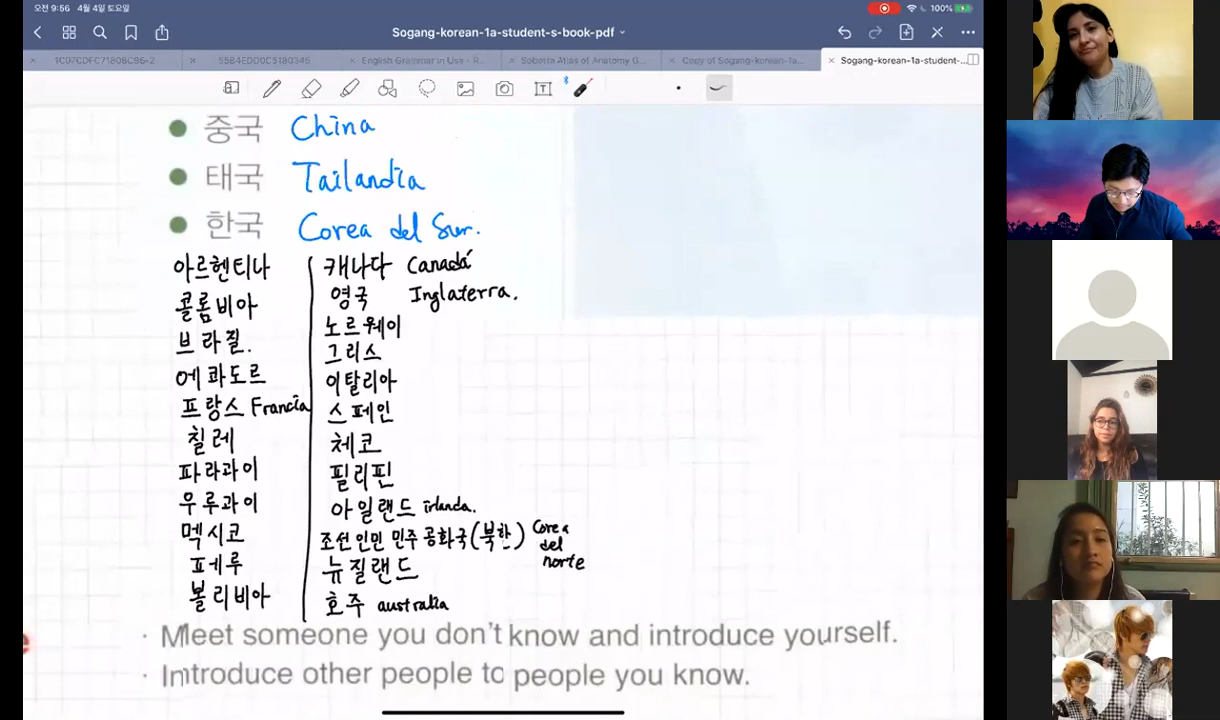 오전 9:56 4월 4일 토요일
100%
Sogang-korean-1a-student-s-book-pdf
1C97CDFC71808C96-2
55B4ED00C5180345
English Grammar in Use - R...
Sobotta Atlas of Anatomy G...
Copy of Sogang-korean-1a...
Sogang-korean-1a-student-...
중국 China
태국 Tailandia
한국 Corea del Sur.
아르헨티나
콜롬비아
브라질.
에콰도르
프랑스 Francia
칠레
파라과이
우루과이
멕시코
페루
볼리비아
캐나다 Canadá
영국 Inglaterra.
노르웨이
그리스
이탈리아
스페인
체코
필리핀
아일랜드 irlanda.
조선 인민 민주 공화국 (북한) Corea
del
norte
뉴질랜드
호주 australia
· Meet someone you don't know and introduce yourself.
· Introduce other people to people you know.